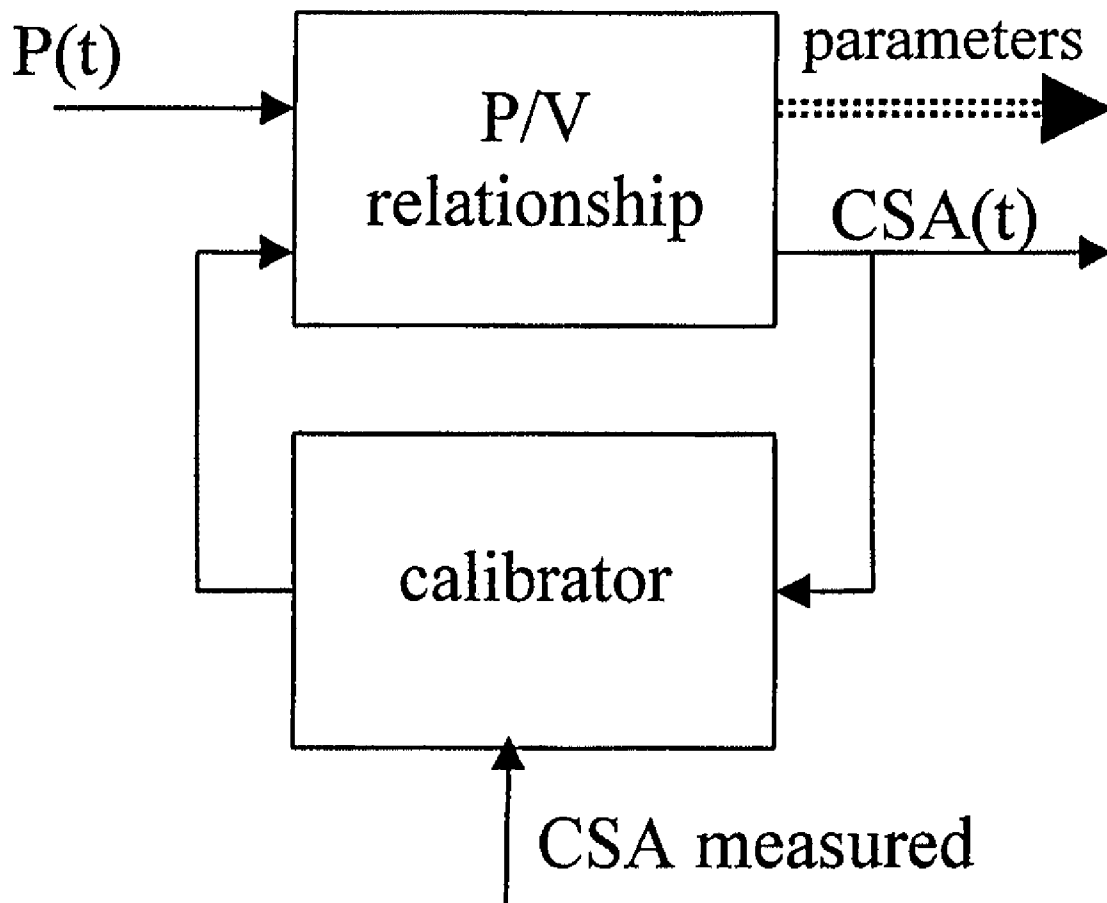 P(t)
parameters
P/V
relationship
CSA(t)
calibrator
CSA measured